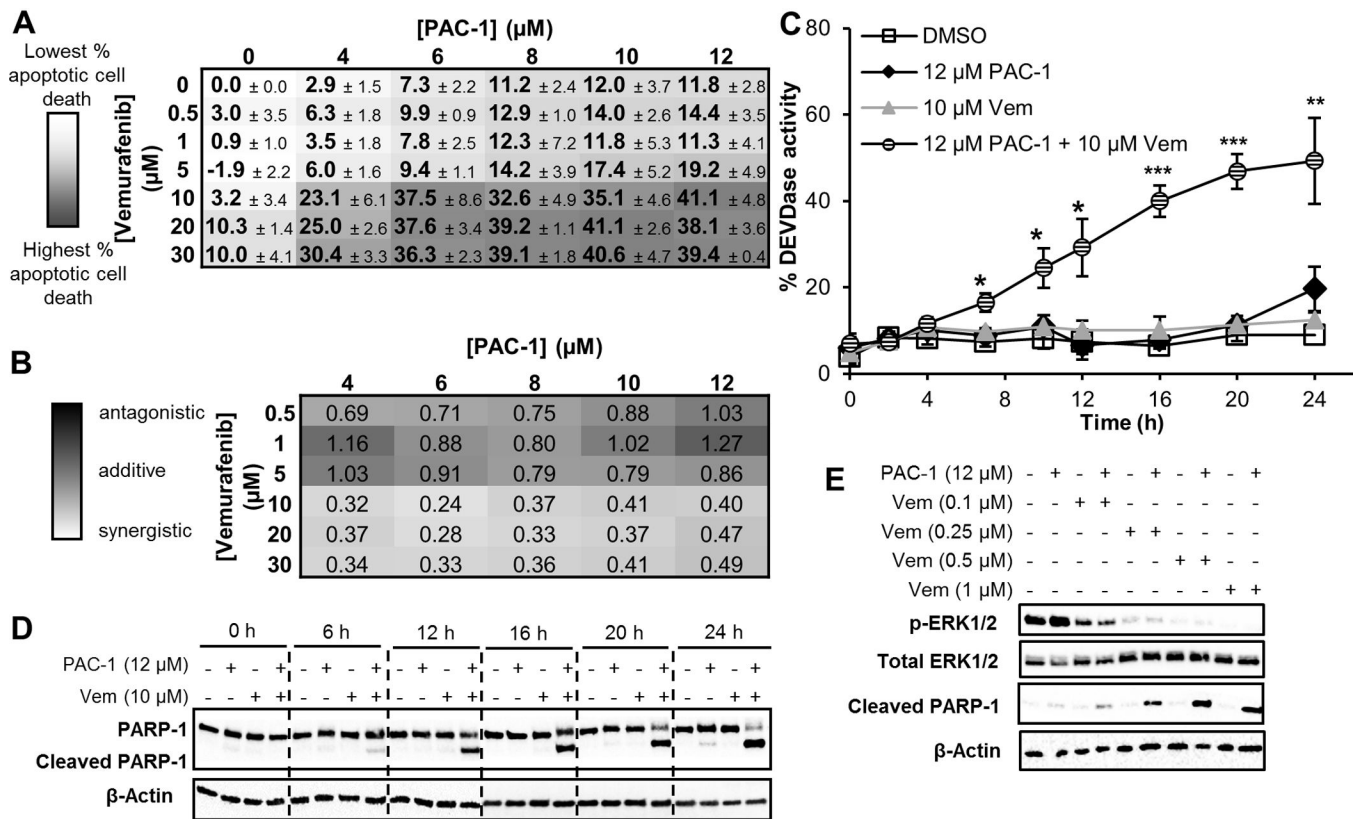 A
Lowest %
apoptotic cell
death
Highest %
apoptotic cell
death
[PAC-1] (µM)
0 4 6 8 10 12
[Vemurafenib]
(µM)
0 0.0 ± 0.0 2.9 ± 1.5 7.3 ± 2.2 11.2 ± 2.4 12.0 ± 3.7 11.8 ± 2.8
0.5 3.0 ± 3.5 6.3 ± 1.8 9.9 ± 0.9 12.9 ± 1.0 14.0 ± 2.6 14.4 ± 3.5
1 0.9 ± 1.0 3.5 ± 1.8 7.8 ± 2.5 12.3 ± 7.2 11.8 ± 5.3 11.3 ± 4.1
5 -1.9 ± 2.2 6.0 ± 1.6 9.4 ± 1.1 14.2 ± 3.9 17.4 ± 5.2 19.2 ± 4.9
10 3.2 ± 3.4 23.1 ± 6.1 37.5 ± 8.6 32.6 ± 4.9 35.1 ± 4.6 41.1 ± 4.8
20 10.3 ± 1.4 25.0 ± 2.6 37.6 ± 3.4 39.2 ± 1.1 41.1 ± 2.6 38.1 ± 3.6
30 10.0 ± 4.1 30.4 ± 3.3 36.3 ± 2.3 39.1 ± 1.8 40.6 ± 4.7 39.4 ± 0.4
B
antagonistic
additive
synergistic
[PAC-1] (µM)
4 6 8 10 12
[Vemurafenib]
(µM)
0.5 0.69 0.71 0.75 0.88 1.03
1 1.16 0.88 0.80 1.02 1.27
5 1.03 0.91 0.79 0.79 0.86
10 0.32 0.24 0.37 0.41 0.40
20 0.37 0.28 0.33 0.37 0.47
30 0.34 0.33 0.36 0.41 0.49
C
% DEVDase activity
80
60
40
20
0
DMSO
12 µM PAC-1
10 µM Vem
12 µM PAC-1 + 10 µM Vem
* * * *** *** **
0 4 8 12 16 20 24
Time (h)
D
0 h 6 h 12 h 16 h 20 h 24 h
PAC-1 (12 µM) - + - + - + - + - + - + - + - + - + - + - + - +
Vem (10 µM) - - + + - - + + - - + + - - + + - - + + - - + +
PARP-1
Cleaved PARP-1
β-Actin
E
PAC-1 (12 µM) - + - + - + - + - +
Vem (0.1 µM) - - + + - - - - - -
Vem (0.25 µM) - - - - + + - - - -
Vem (0.5 µM) - - - - - - + + - -
Vem (1 µM) - - - - - - - - + +
p-ERK1/2
Total ERK1/2
Cleaved PARP-1
β-Actin